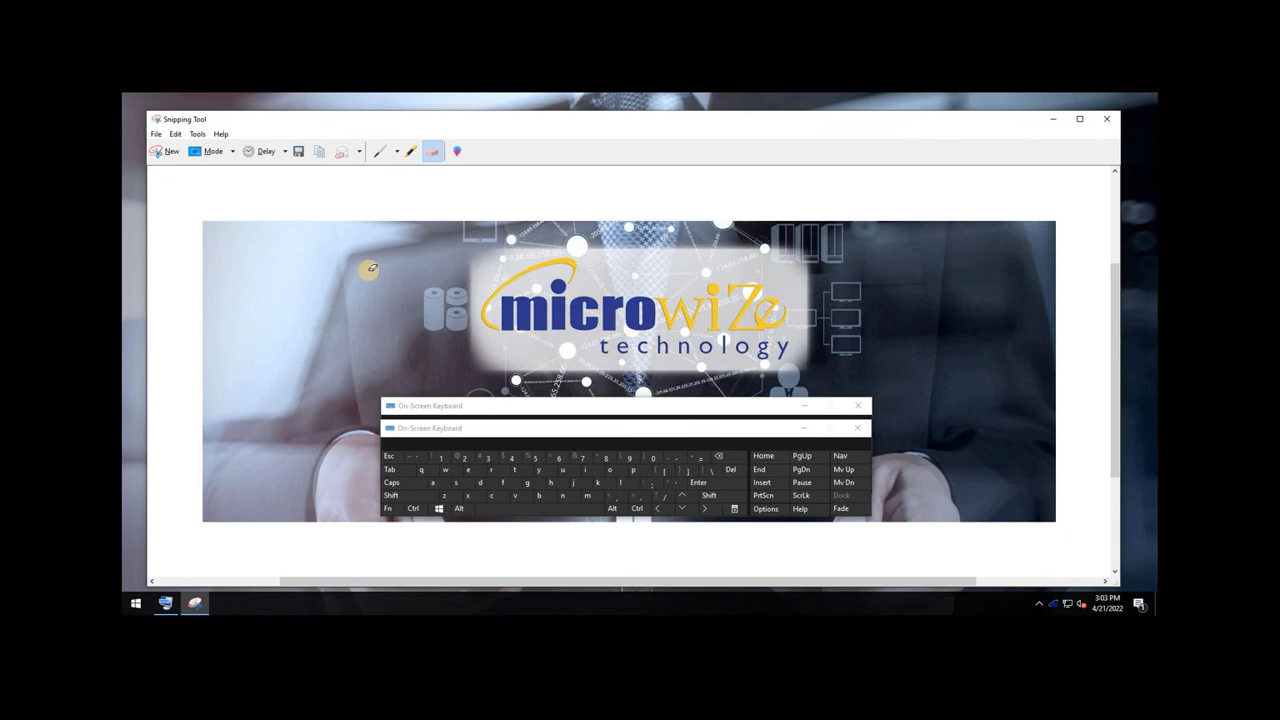 Snipping Tool
File Edit Tools Help
New Mode Delay
microwiZe
technology
On-Screen Keyboard
On-Screen Keyboard
Esc 1 2 3 4 5 6 7 8 9 0 - = Home PgUp Nav
Tab q w e r t y u i o p [ ] \ Del End PgDn Mv Up
Caps a s d f g h j k l ; ' Enter Insert Pause Mv Dn
Shift z x c v b n m , . / Shift PrtScn ScrLk Dock
Fn Ctrl Alt Alt Ctrl Options Help Fade
3:03 PM
4/21/2022